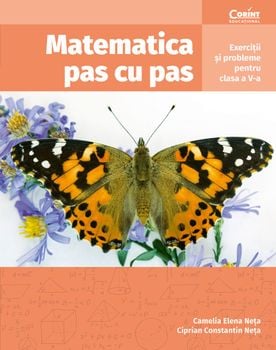 CORINT
EDUCAȚIONAL
Matematica
pas cu pas
Exerciții
și probleme
pentru
clasa a V-a
Camelia Elena Neța
Ciprian Constantin Neța